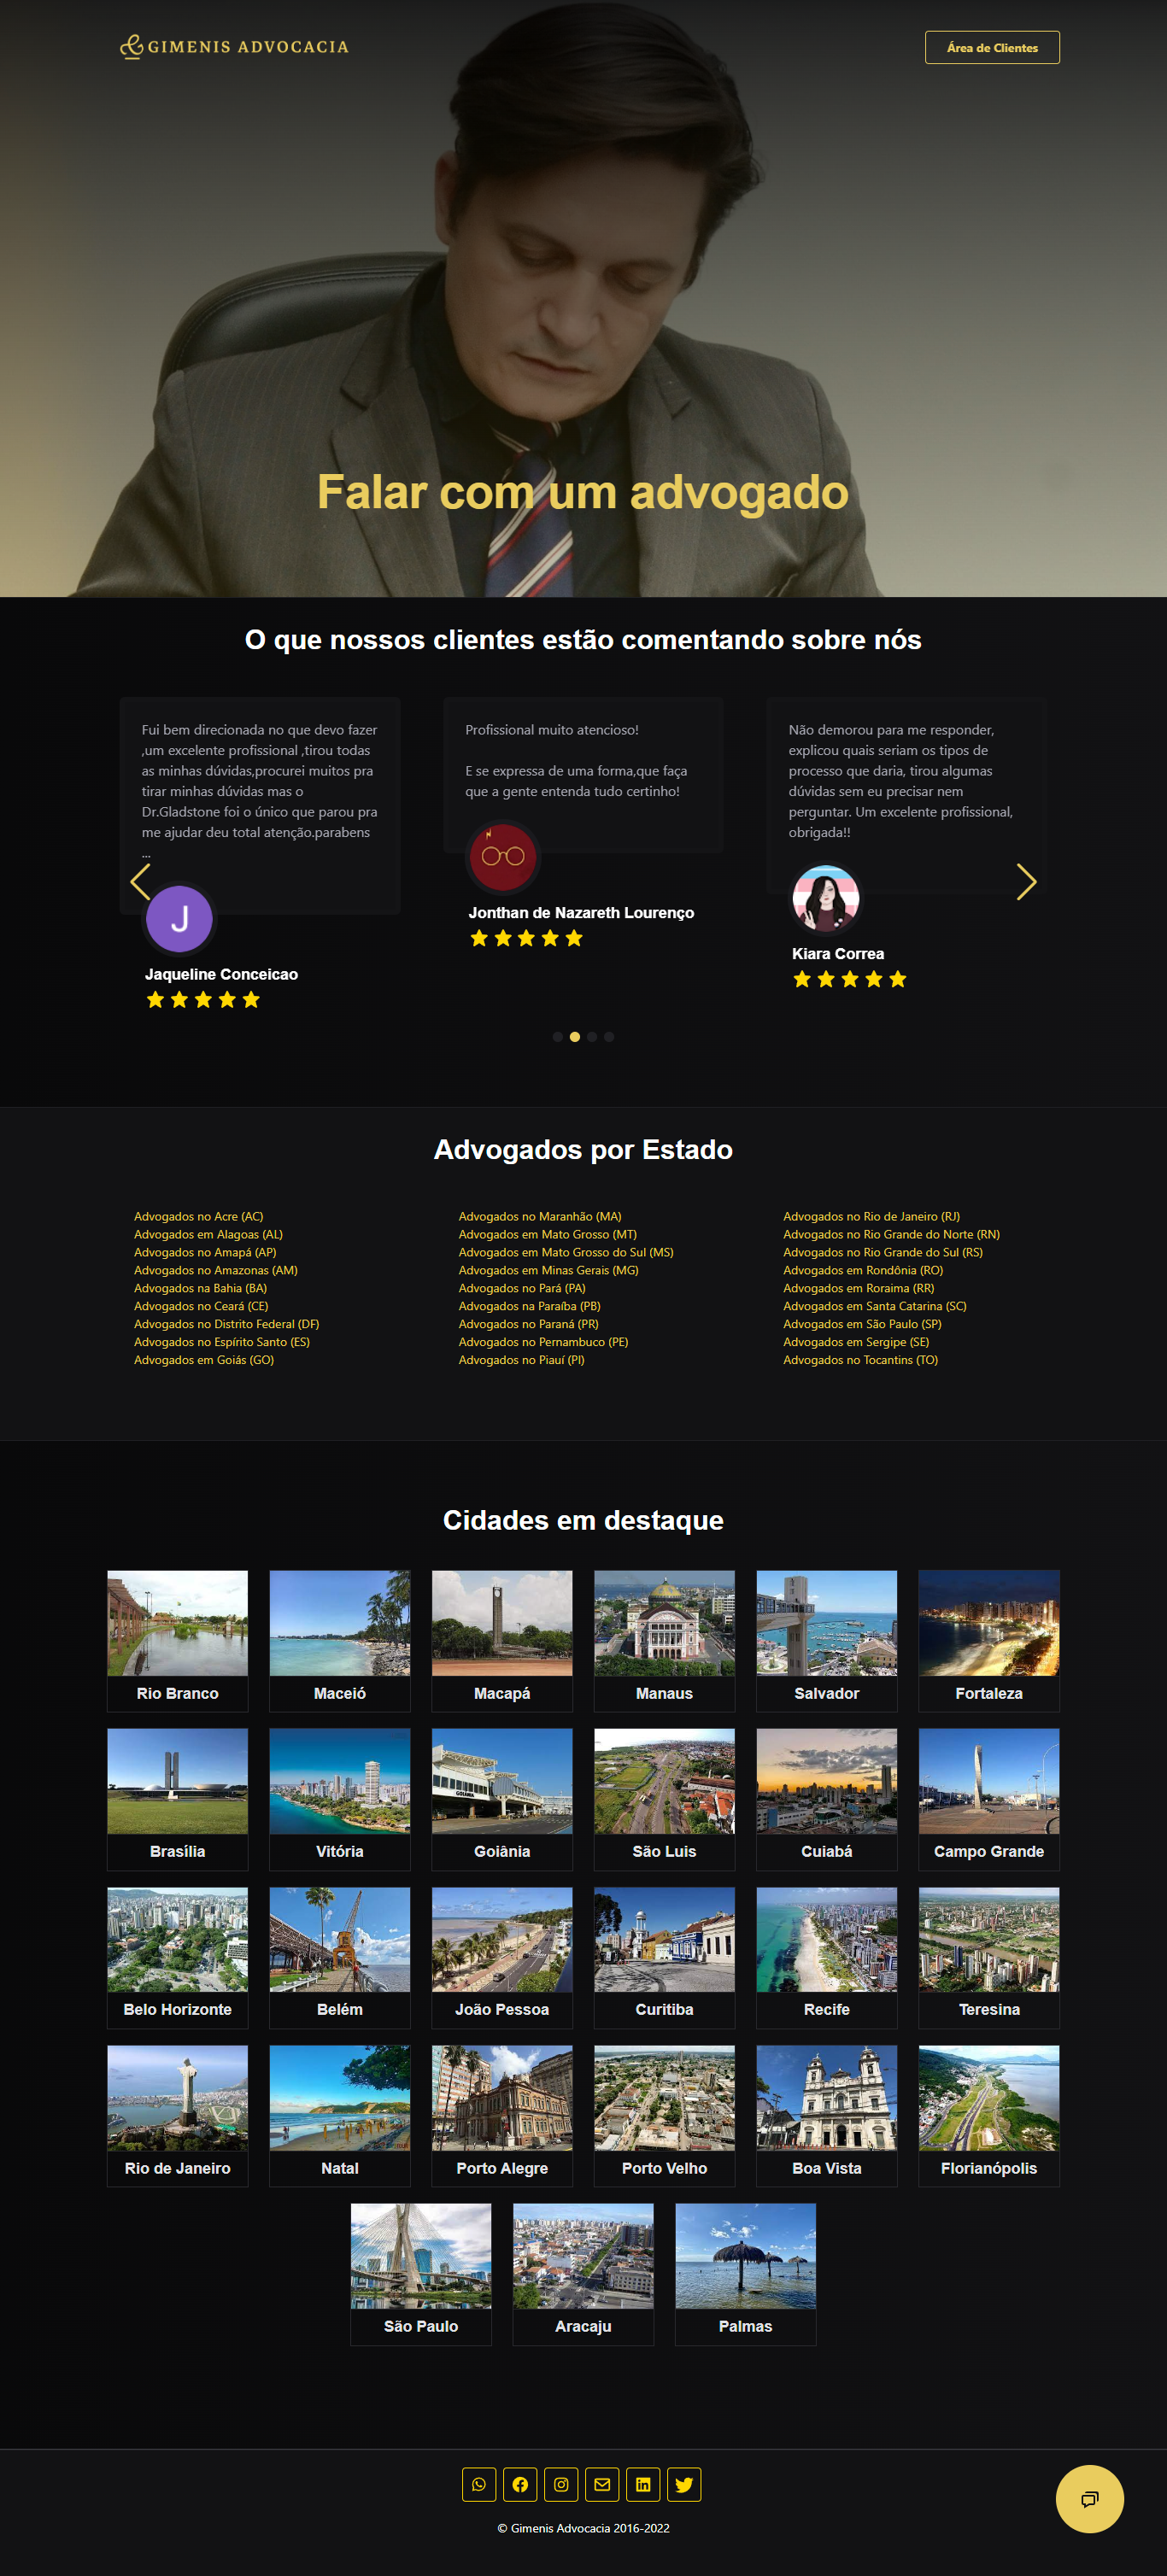 GIMENIS ADVOCACIA
Área de Clientes
Falar com um advogado
O que nossos clientes estão comentando sobre nós
Fui bem direcionada no que devo fazer
,um excelente profissional ,tirou todas
as minhas dúvidas,procurei muitos pra
tirar minhas dúvidas mas o
Dr.Gladstone foi o único que parou pra
me ajudar deu total atenção.parabens
...
J
Jaqueline Conceicao
Profissional muito atencioso!
E se expressa de uma forma,que faça
que a gente entenda tudo certinho!
Jonthan de Nazareth Lourenço
Não demorou para me responder,
explicou quais seriam os tipos de
processo que daria, tirou algumas
dúvidas sem eu precisar nem
perguntar. Um excelente profissional,
obrigada!!
Kiara Correa
Advogados por Estado
Advogados no Acre (AC)
Advogados em Alagoas (AL)
Advogados no Amapá (AP)
Advogados no Amazonas (AM)
Advogados na Bahia (BA)
Advogados no Ceará (CE)
Advogados no Distrito Federal (DF)
Advogados no Espírito Santo (ES)
Advogados em Goiás (GO)
Advogados no Maranhão (MA)
Advogados em Mato Grosso (MT)
Advogados em Mato Grosso do Sul (MS)
Advogados em Minas Gerais (MG)
Advogados no Pará (PA)
Advogados na Paraíba (PB)
Advogados no Paraná (PR)
Advogados no Pernambuco (PE)
Advogados no Piauí (PI)
Advogados no Rio de Janeiro (RJ)
Advogados no Rio Grande do Norte (RN)
Advogados no Rio Grande do Sul (RS)
Advogados em Rondônia (RO)
Advogados em Roraima (RR)
Advogados em Santa Catarina (SC)
Advogados em São Paulo (SP)
Advogados em Sergipe (SE)
Advogados no Tocantins (TO)
Cidades em destaque
Rio Branco
Maceió
Macapá
Manaus
Salvador
Fortaleza
GOIÂNIA
Brasília
Vitória
Goiânia
São Luis
Cuiabá
Campo Grande
Belo Horizonte
Belém
João Pessoa
Curitiba
Recife
Teresina
Rio de Janeiro
Natal
Porto Alegre
Porto Velho
Boa Vista
Florianópolis
São Paulo
Aracaju
Palmas
© Gimenis Advocacia 2016-2022